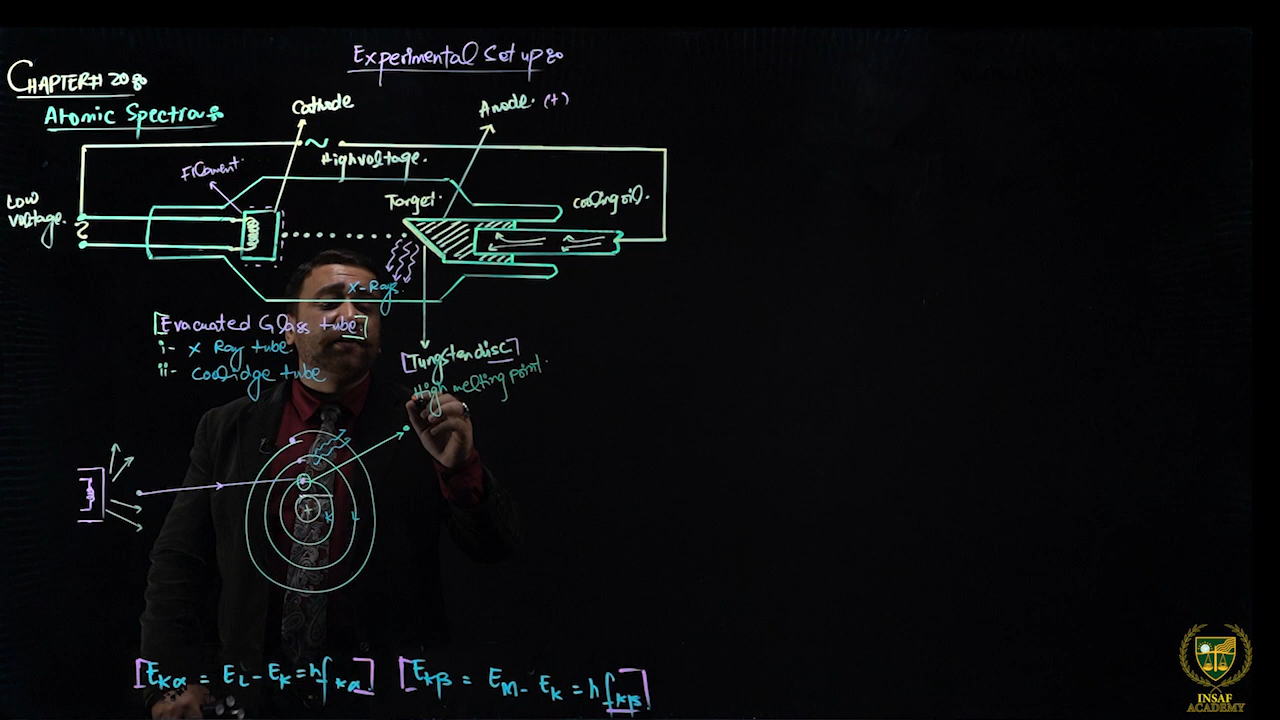 Experimental Set up:
CHAPTER# 20:
Atomic Spectra:
Cathode
Anode. (+)
~
High voltage.
Filament.
Low voltage.
Target.
cooling oil.
X-Rays.
[Evacuated Glass tube]
i- X Ray tube
ii- Coolidge tube
[Tungsten disc]
High melting point.
+
K
L
[EKα = EL - EK = hfKα.]
[EKβ = EM - EK = hfKβ]
INSAF
ACADEMY